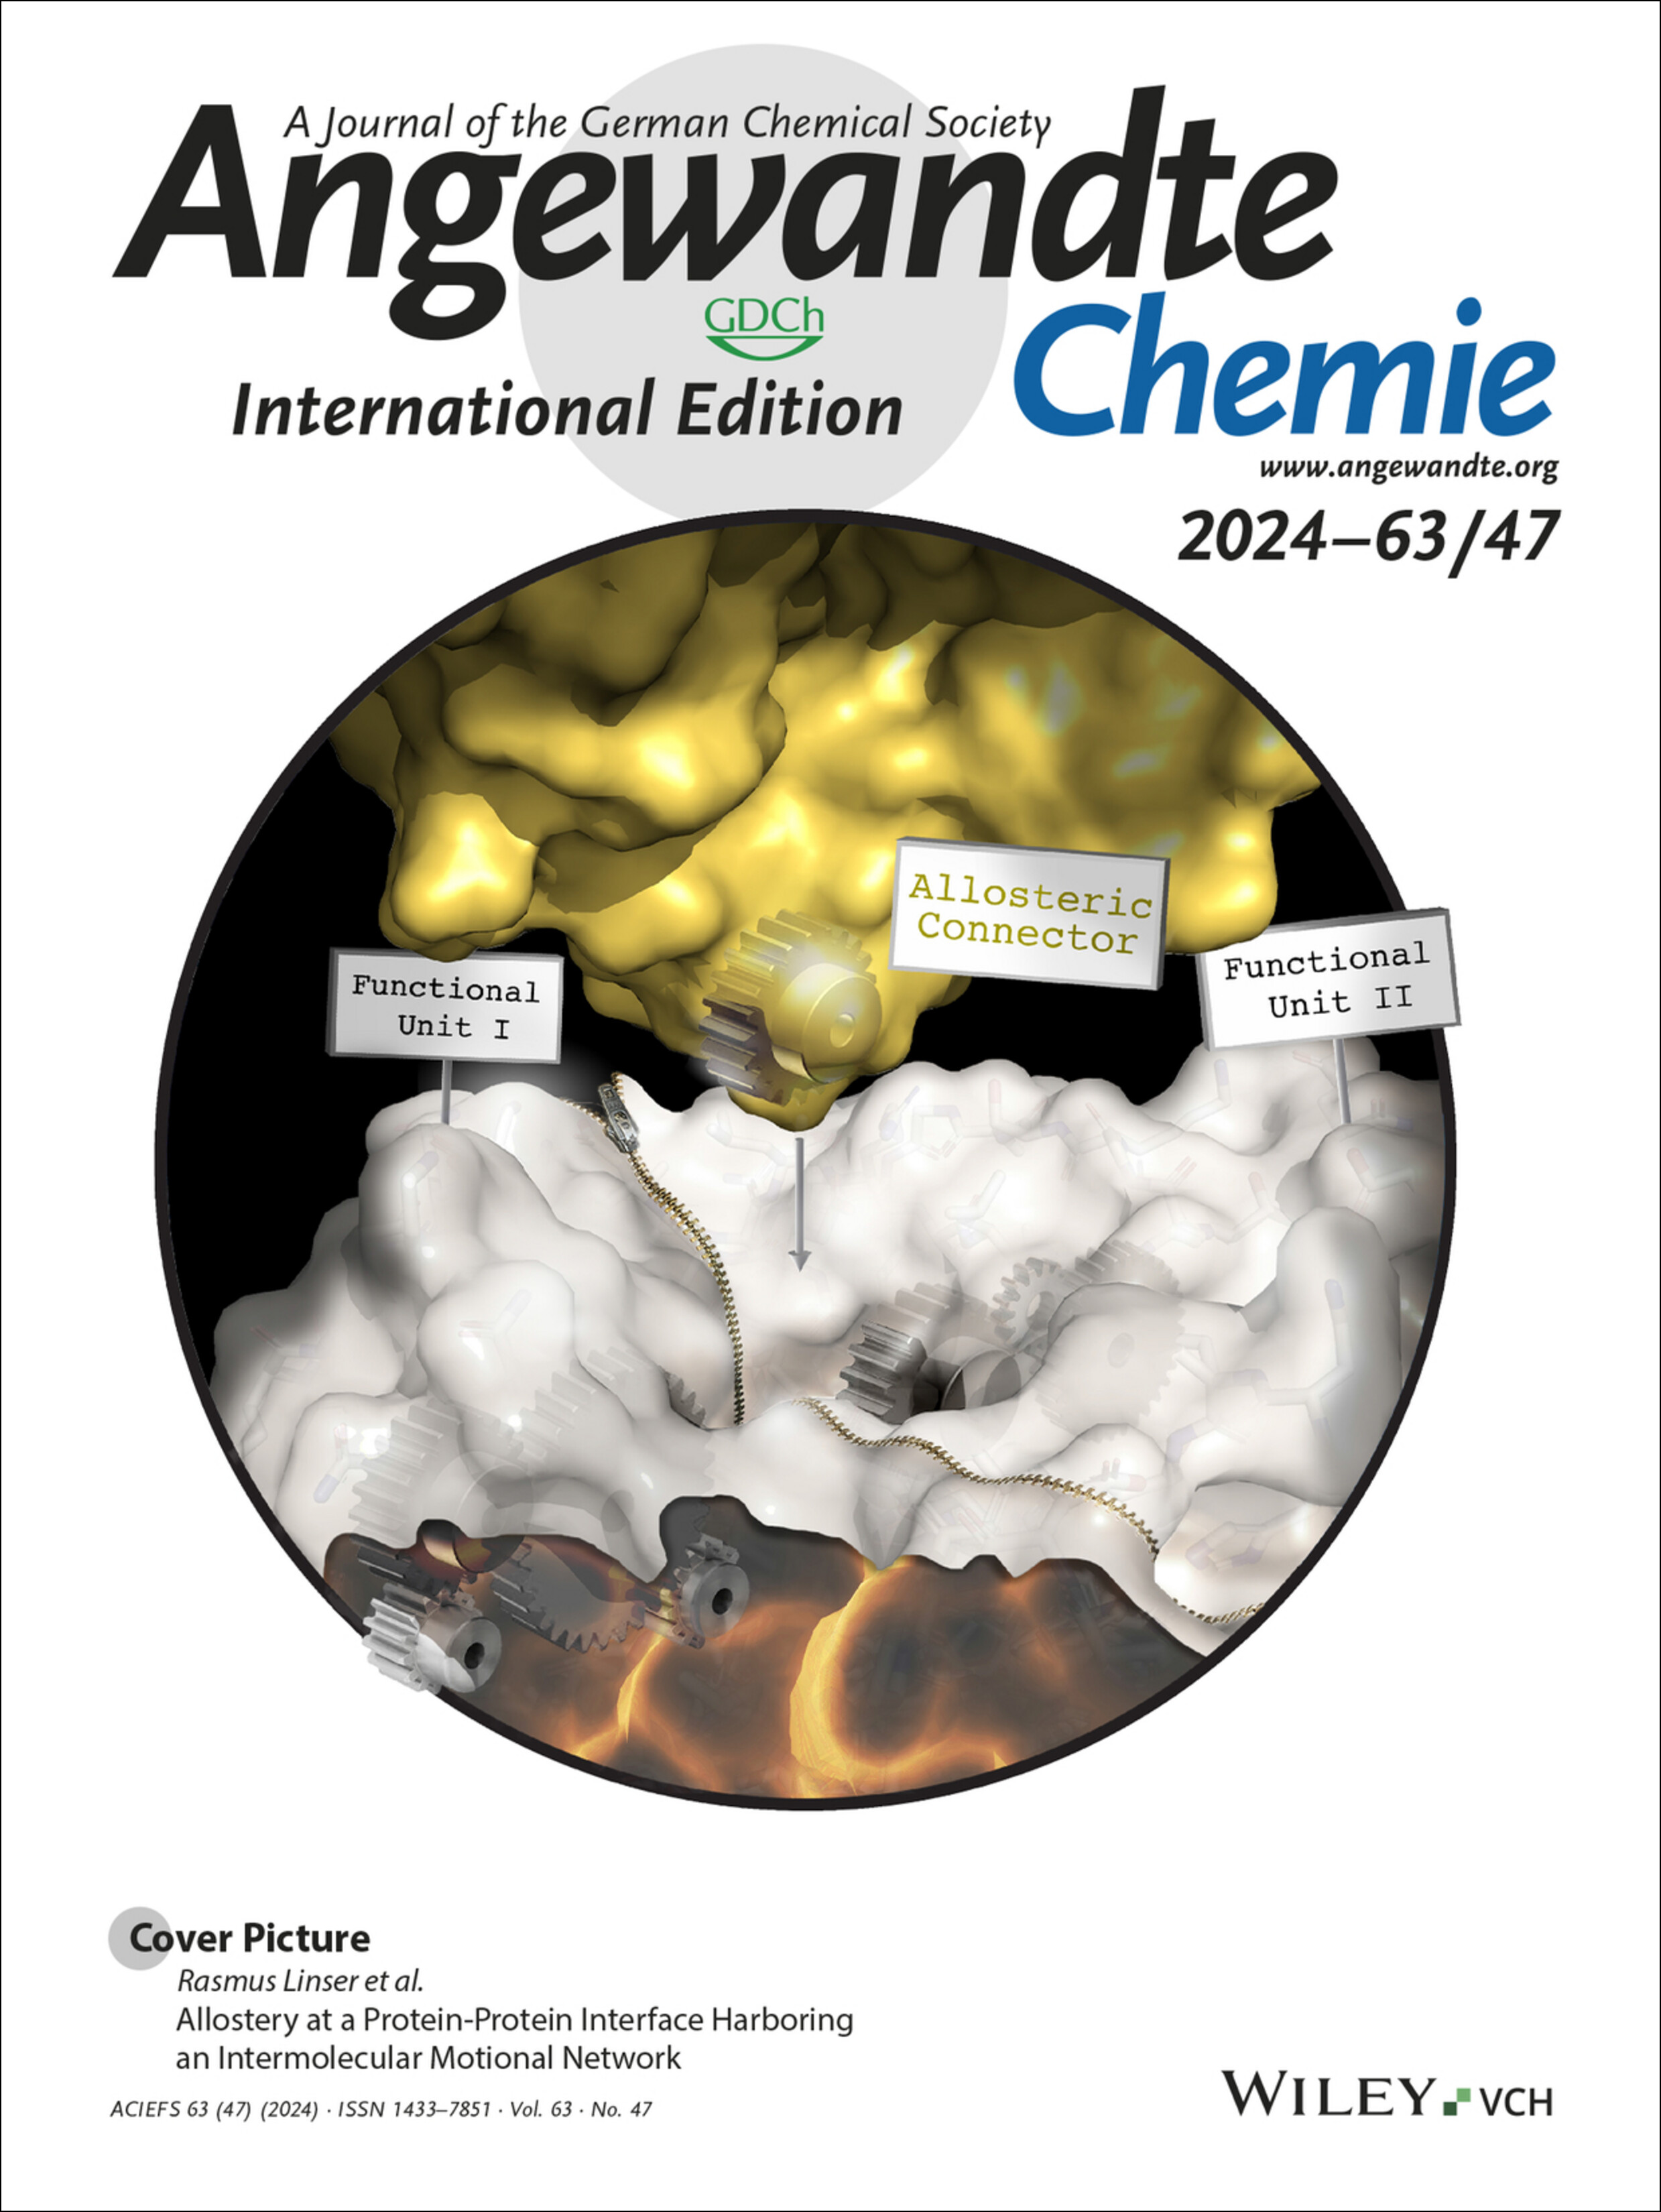 A Journal of the German Chemical Society
Angewandte
GDCh
Chemie
International Edition
www.angewandte.org
2024–63/47
Allosteric
Connector
Functional
Unit I
Functional
Unit II
Cover Picture
Rasmus Linser et al.
Allostery at a Protein-Protein Interface Harboring
an Intermolecular Motional Network
ACIEFS 63 (47) (2024) · ISSN 1433–7851 · Vol. 63 · No. 47
WILEY VCH